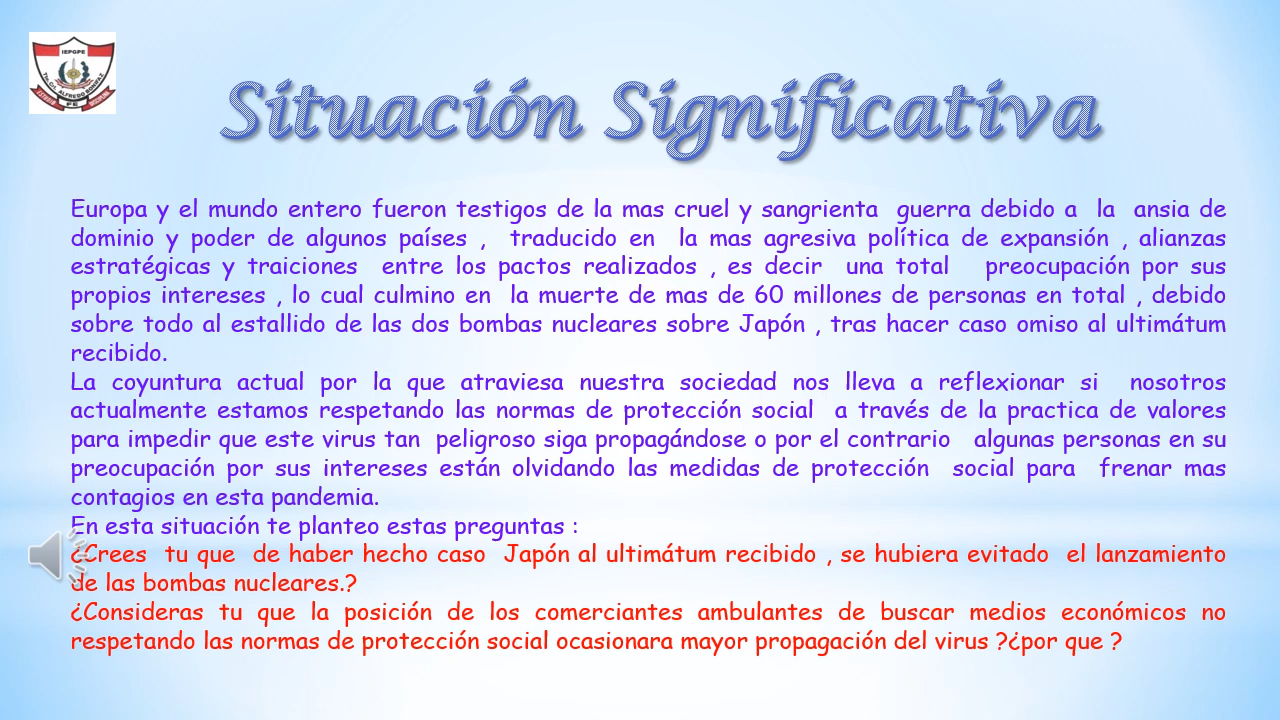 IEPGPE
TNTE. CRL. ALFREDO BONIFAZ
FE
Situación Significativa
Europa y el mundo entero fueron testigos de la mas cruel y sangrienta guerra debido a la ansia de
dominio y poder de algunos países , traducido en la mas agresiva política de expansión , alianzas
estratégicas y traiciones entre los pactos realizados , es decir una total preocupación por sus
propios intereses , lo cual culmino en la muerte de mas de 60 millones de personas en total , debido
sobre todo al estallido de las dos bombas nucleares sobre Japón , tras hacer caso omiso al ultimátum
recibido.
La coyuntura actual por la que atraviesa nuestra sociedad nos lleva a reflexionar si nosotros
actualmente estamos respetando las normas de protección social a través de la practica de valores
para impedir que este virus tan peligroso siga propagándose o por el contrario algunas personas en su
preocupación por sus intereses están olvidando las medidas de protección social para frenar mas
contagios en esta pandemia.
En esta situación te planteo estas preguntas :
¿Crees tu que de haber hecho caso Japón al ultimátum recibido , se hubiera evitado el lanzamiento
de las bombas nucleares.?
¿Consideras tu que la posición de los comerciantes ambulantes de buscar medios económicos no
respetando las normas de protección social ocasionara mayor propagación del virus ?¿por que ?